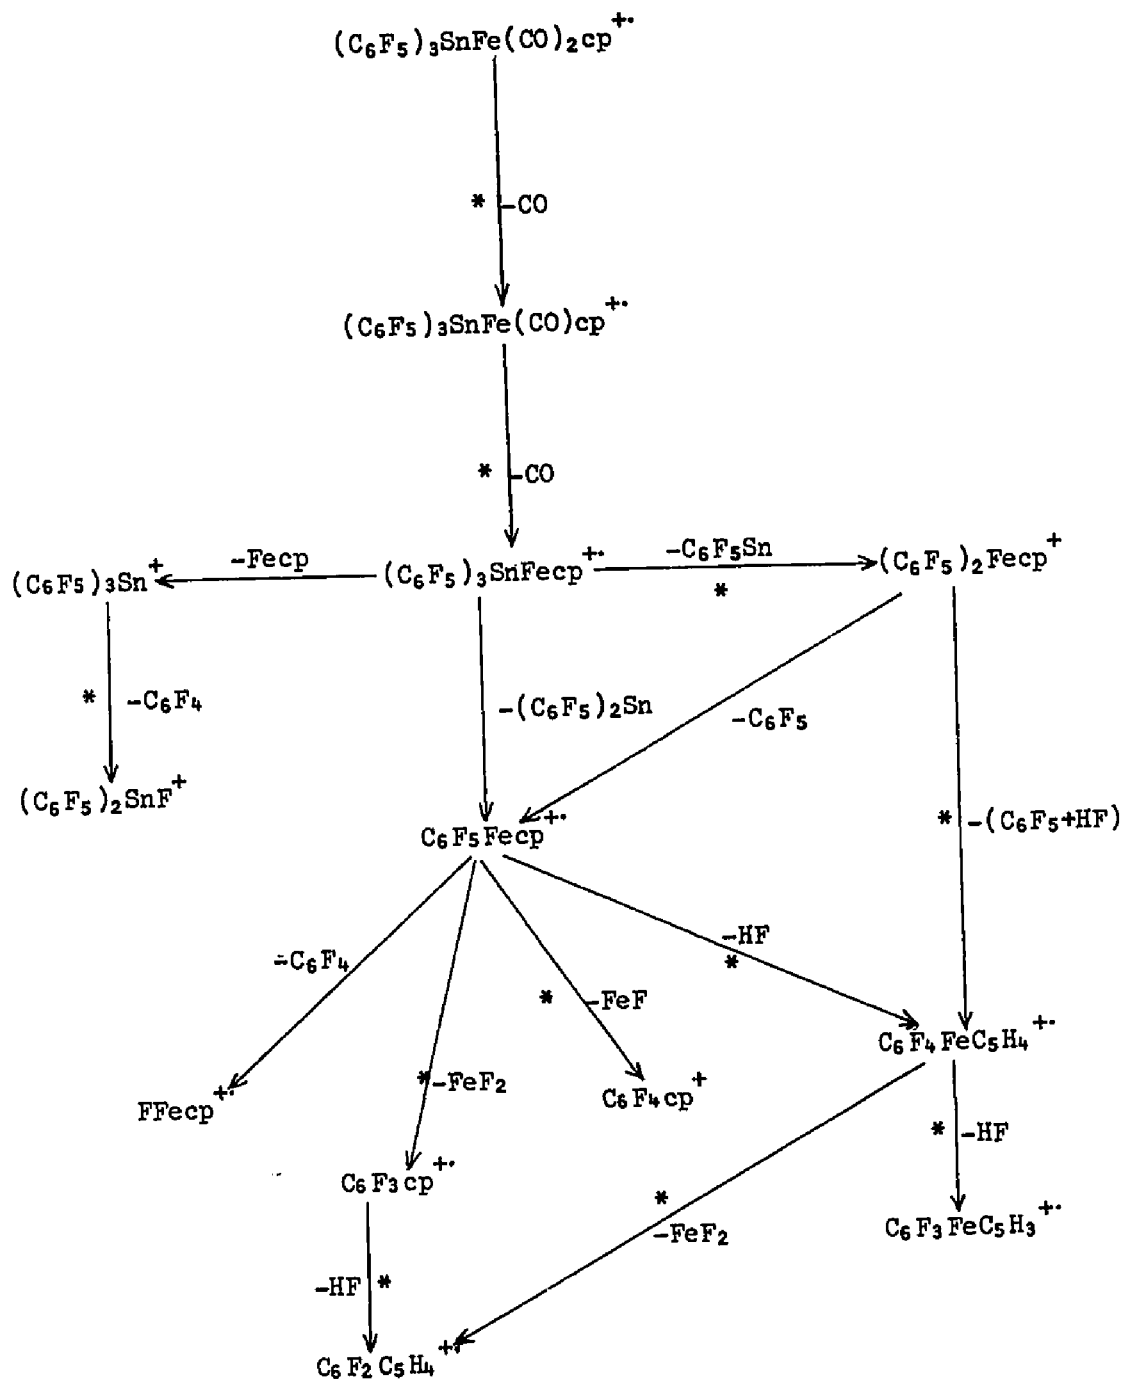 (C₆F₅)₃SnFe(CO)₂cp⁺·
* -CO
(C₆F₅)₃SnFe(CO)cp⁺·
* -CO
(C₆F₅)₃Sn⁺
-Fecp
(C₆F₅)₃SnFecp⁺·
-C₆F₅Sn
*
(C₆F₅)₂Fecp⁺
* -C₆F₄
-(C₆F₅)₂Sn
-C₆F₅
(C₆F₅)₂SnF⁺
* -(C₆F₅+HF)
C₆F₅Fecp⁺·
-C₆F₄
* -FeF₂
* -FeF
-HF
*
C₆F₄FeC₅H₄⁺·
FFecp⁺·
C₆F₄cp⁺
* -HF
C₆F₃cp⁺·
*
-FeF₂
C₆F₃FeC₅H₃⁺·
-HF *
C₆F₂C₅H₄⁺·